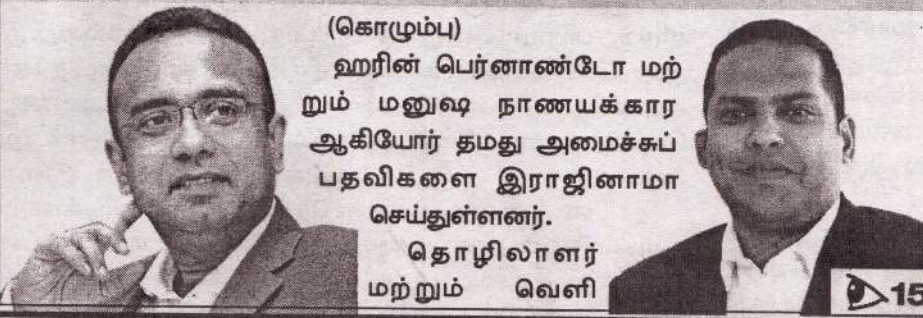 (கொழும்பு)
ஹரின் பெர்னாண்டோ மற்
றும் மனுஷ நாணயக்கார
ஆகியோர் தமது அமைச்சுப்
பதவிகளை இராஜினாமா
செய்துள்ளனர்.
தொழிலாளர்
மற்றும் வெளி
15